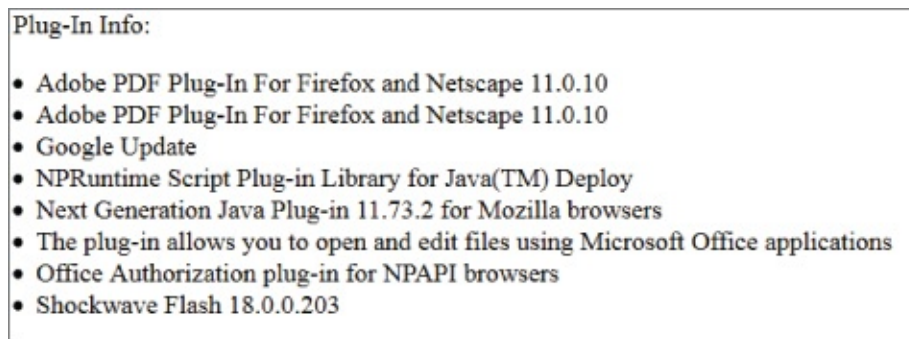 Plug-In Info:
• Adobe PDF Plug-In For Firefox and Netscape 11.0.10
• Adobe PDF Plug-In For Firefox and Netscape 11.0.10
• Google Update
• NPRuntime Script Plug-in Library for Java(TM) Deploy
• Next Generation Java Plug-in 11.73.2 for Mozilla browsers
• The plug-in allows you to open and edit files using Microsoft Office applications
• Office Authorization plug-in for NPAPI browsers
• Shockwave Flash 18.0.0.203